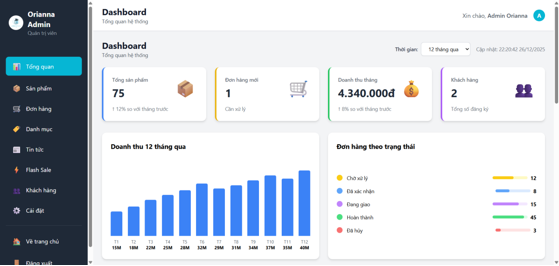 Orianna
Admin
Quản trị viên
Tổng quan
Sản phẩm
Đơn hàng
Danh mục
Tin tức
Flash Sale
Khách hàng
Cài đặt
Về trang chủ
Đăng xuất
Dashboard
Tổng quan hệ thống
Xin chào, Admin Orianna
A
Dashboard
Tổng quan hệ thống
Thời gian:
12 tháng qua
Cập nhật: 22:20:42 26/12/2025
Tổng sản phẩm
75
↑ 12% so với tháng trước
Đơn hàng mới
1
Cần xử lý
Doanh thu tháng
4.340.000đ
↑ 8% so với tháng trước
Khách hàng
2
Tổng số đăng ký
Doanh thu 12 tháng qua
T1 T2 T3 T4 T5 T6 T7 T8 T9 T10 T11 T12
15M 18M 22M 25M 28M 32M 29M 31M 34M 37M 35M 40M
Đơn hàng theo trạng thái
Chờ xử lý 12
Đã xác nhận 8
Đang giao 15
Hoàn thành 45
Đã hủy 3